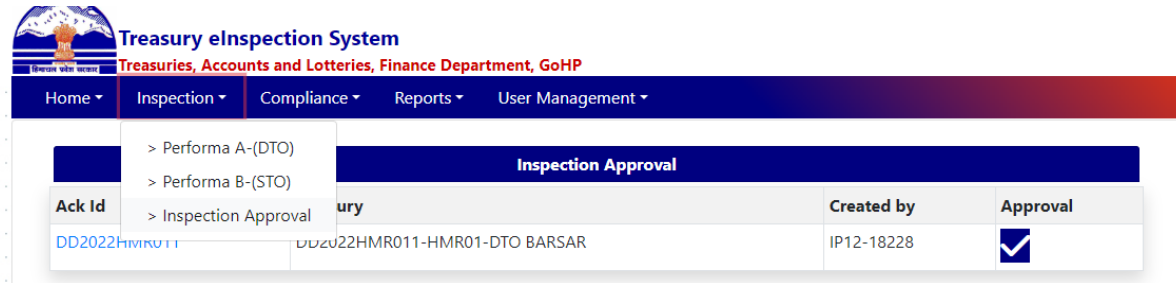 Treasury eInspection System
हिमाचल प्रदेश सरकार
Treasuries, Accounts and Lotteries, Finance Department, GoHP
Home Inspection Compliance Reports User Management
> Performa A-(DTO)
Inspection Approval
> Performa B-(STO)
Ack Id ury Created by Approval
> Inspection Approval
DD2022HMR011 DD2022HMR011-HMR01-DTO BARSAR IP12-18228